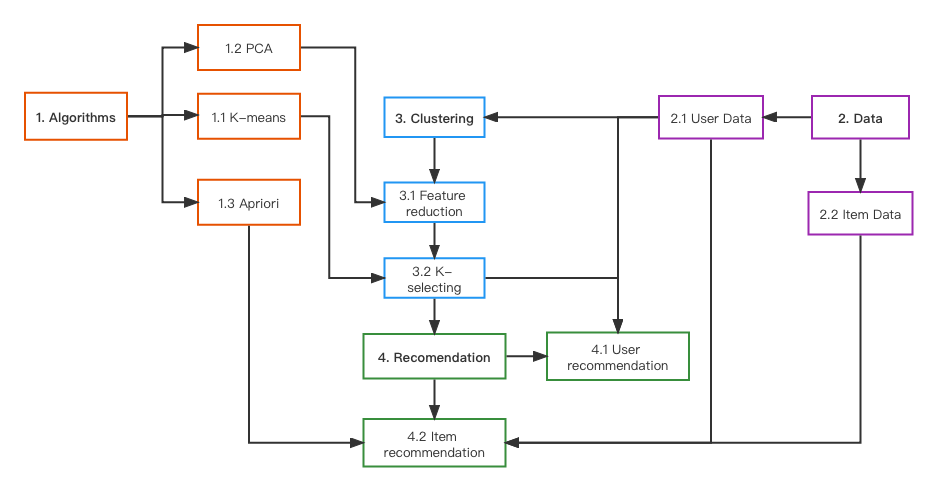 1.2 PCA
1. Algorithms
1.1 K-means
3. Clustering
2.1 User Data
2. Data
1.3 Apriori
3.1 Feature
reduction
2.2 Item Data
3.2 K-
selecting
4. Recomendation
4.1 User
recommendation
4.2 Item
recommendation